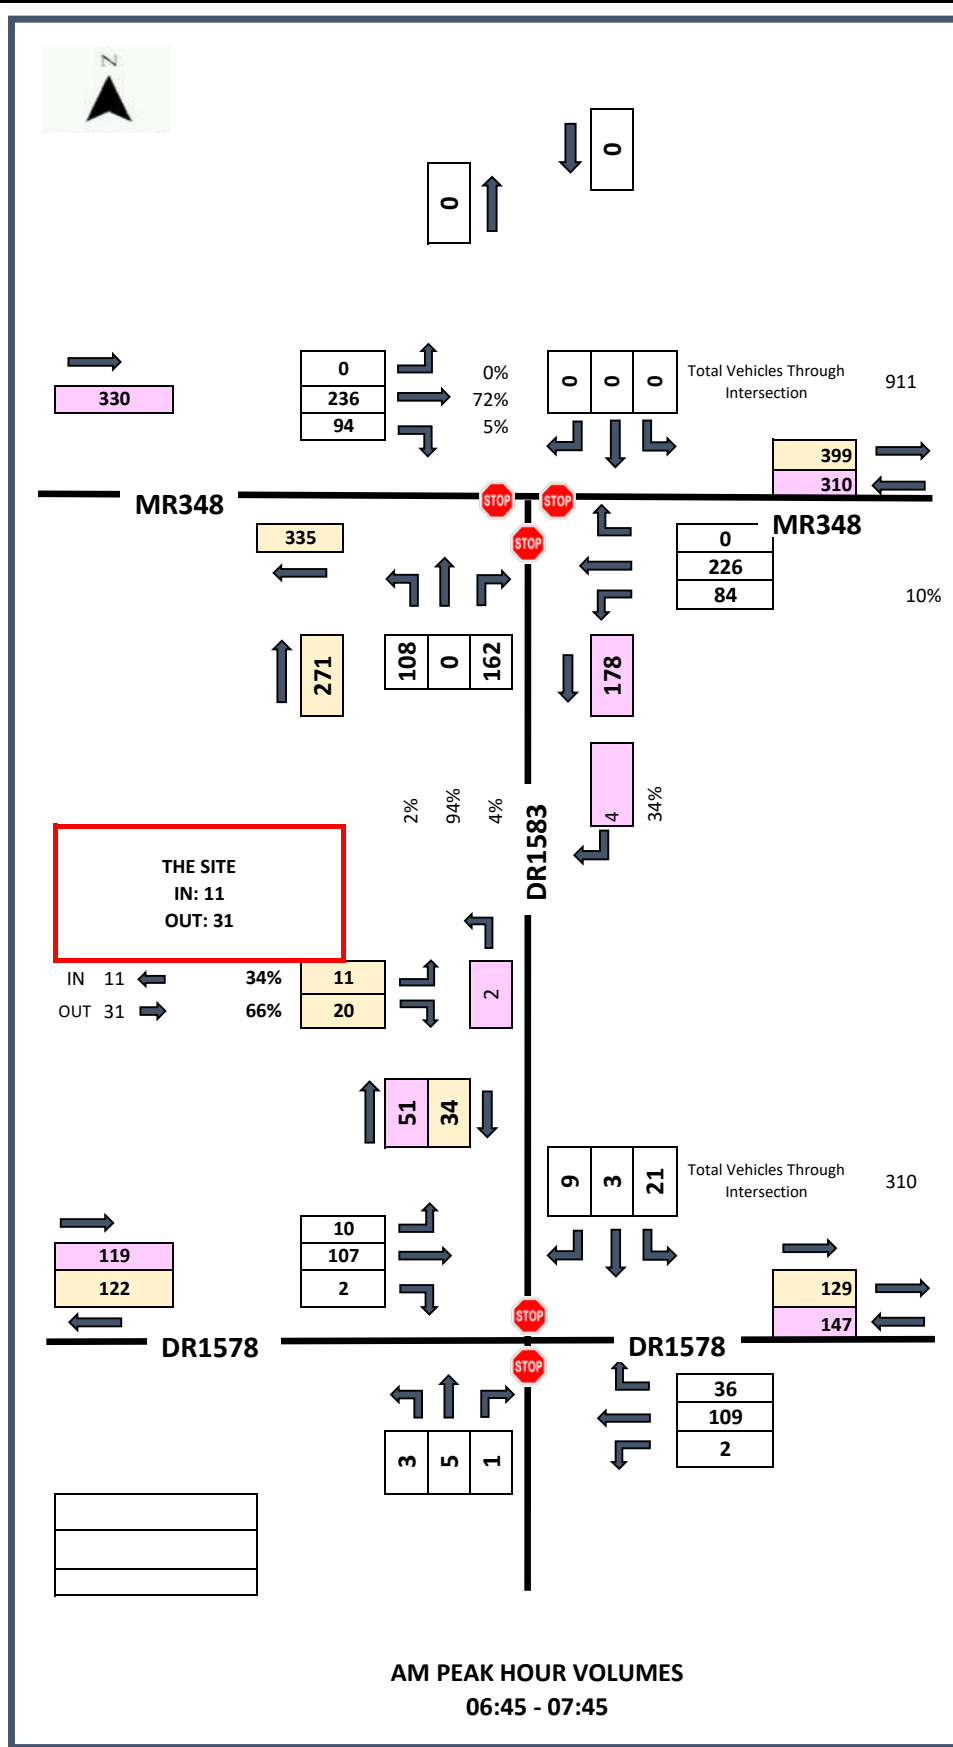 N
0
0
0
236
94
0%
72%
5%
0
0
0
Total Vehicles Through
Intersection
911
330
399
310
MR348
STOP
STOP
STOP
MR348
335
0
226
84
10%
271
108
0
162
178
2%
94%
4%
DR1583
4
34%
THE SITE
IN: 11
OUT: 31
IN 11
34%
11
OUT 31
66%
20
2
51
34
9
3
21
Total Vehicles Through
Intersection
310
119
122
10
107
2
129
147
STOP
DR1578
STOP
DR1578
3
5
1
36
109
2
AM PEAK HOUR VOLUMES
06:45 - 07:45